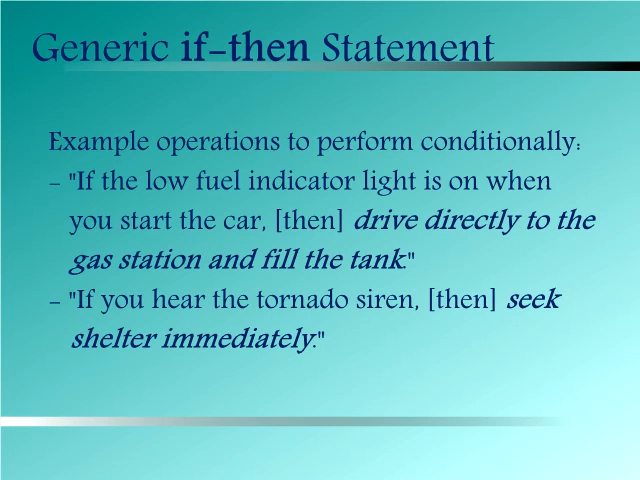 Generic if-then Statement
Example operations to perform conditionally:
- "If the low fuel indicator light is on when
you start the car, [then] drive directly to the
gas station and fill the tank."
- "If you hear the tornado siren, [then] seek
shelter immediately."